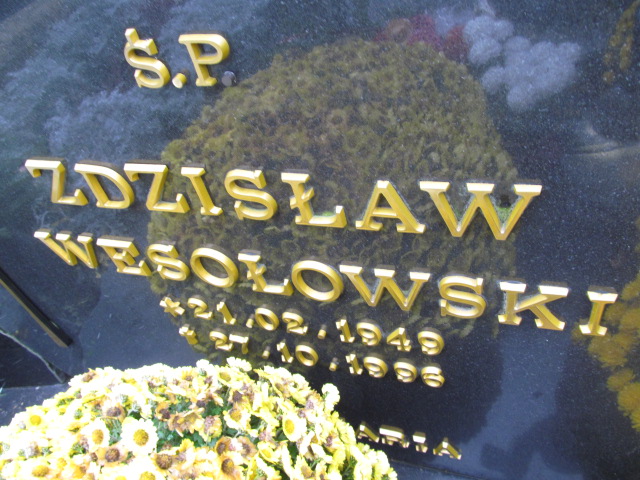 Ś.P.
ZDZISŁAW
WESOŁOWSKI
* 21.02.1949
† 27.10.1996